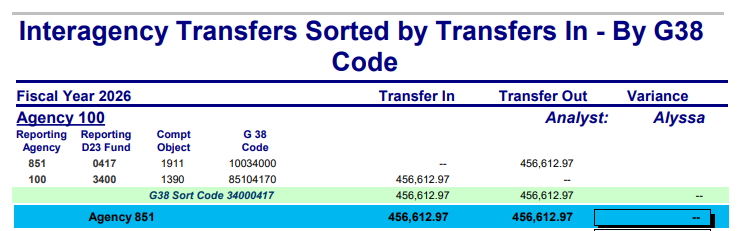 Interagency Transfers Sorted by Transfers In - By G38
Code
Fiscal Year 2026 Transfer In Transfer Out Variance
Agency 100 Analyst: Alyssa
Reporting Reporting Compt G 38
Agency D23 Fund Object Code
851 0417 1911 10034000 -- 456,612.97
100 3400 1390 85104170 456,612.97 --
G38 Sort Code 34000417 456,612.97 456,612.97 --
Agency 851 456,612.97 456,612.97 --